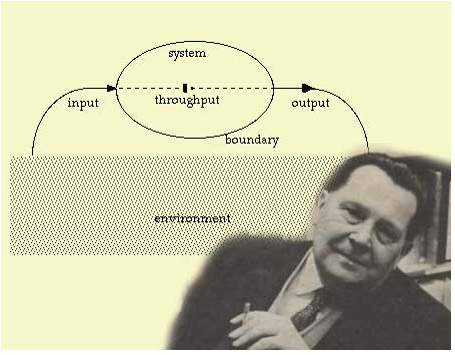 system
input
throughput
output
boundary
environment